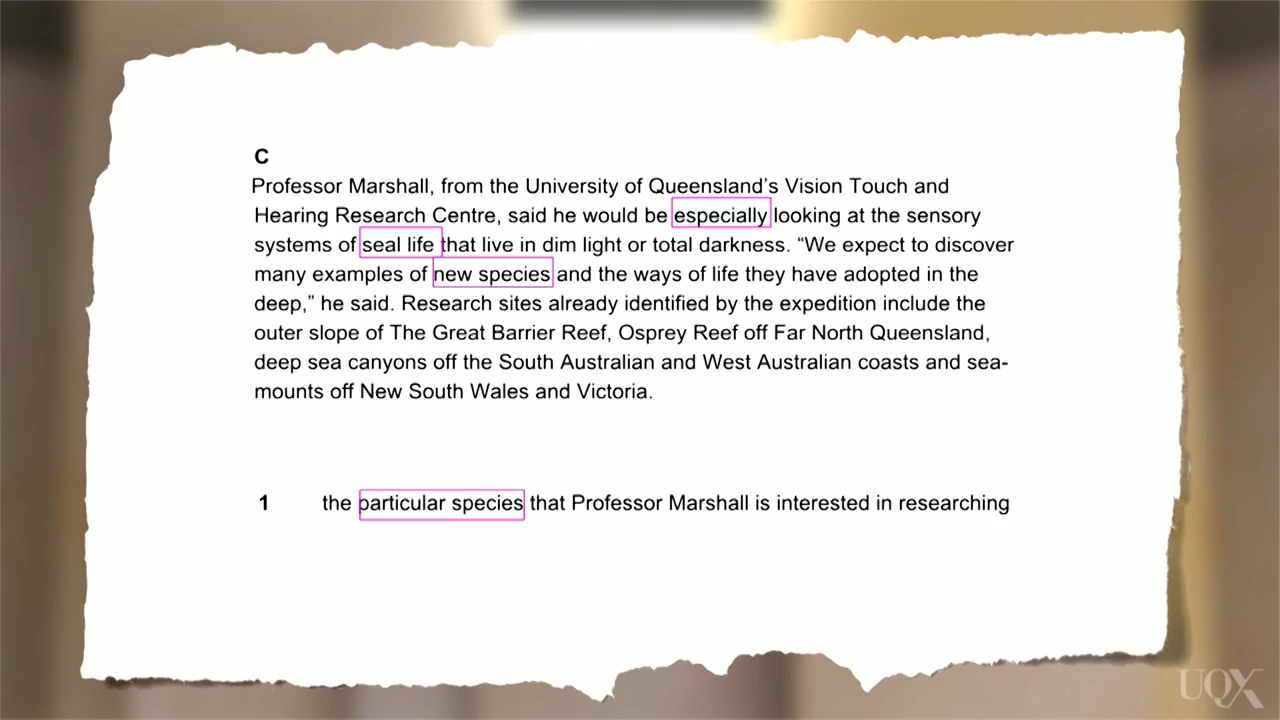 C
Professor Marshall, from the University of Queensland's Vision Touch and
Hearing Research Centre, said he would be especially looking at the sensory
systems of seal life that live in dim light or total darkness. “We expect to discover
many examples of new species and the ways of life they have adopted in the
deep,” he said. Research sites already identified by the expedition include the
outer slope of The Great Barrier Reef, Osprey Reef off Far North Queensland,
deep sea canyons off the South Australian and West Australian coasts and sea-
mounts off New South Wales and Victoria.
1 the particular species that Professor Marshall is interested in researching
UQX